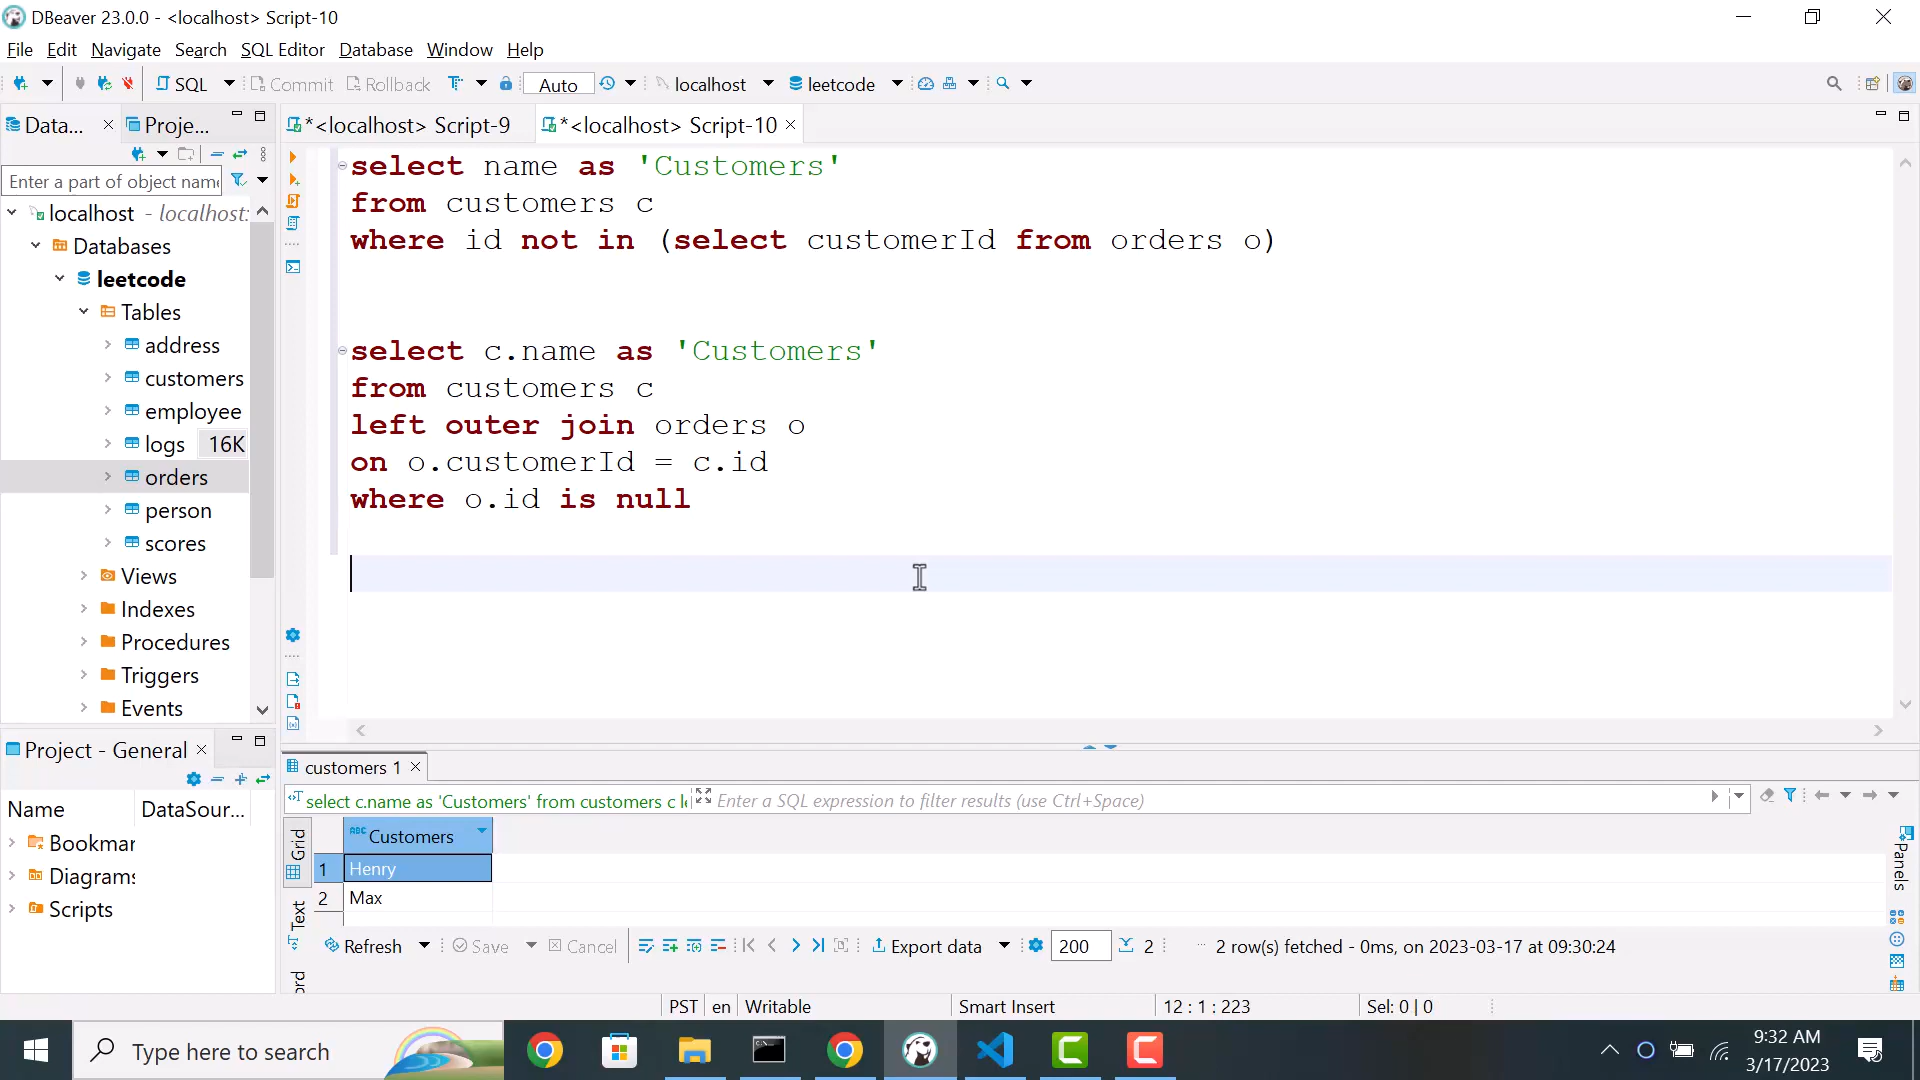 DBeaver 23.0.0 - <localhost> Script-10
File Edit Navigate Search SQL Editor Database Window Help
SQL Commit Rollback Auto localhost leetcode
Data... Proje... *<localhost> Script-9 *<localhost> Script-10
Enter a part of object name
localhost - localhost:
Databases
leetcode
Tables
address
customers
employee
logs 16K
orders
person
scores
Views
Indexes
Procedures
Triggers
Events
select name as 'Customers'
from customers c
where id not in (select customerId from orders o)
select c.name as 'Customers'
from customers c
left outer join orders o
on o.customerId = c.id
where o.id is null
Project - General
Name DataSour...
Bookmar
Diagrams
Scripts
customers 1
select c.name as 'Customers' from customers c le Enter a SQL expression to filter results (use Ctrl+Space)
Grid
Text
ord
Panels
ABC Customers
1 Henry
2 Max
Refresh Save Cancel Export data 200 2 ... 2 row(s) fetched - 0ms, on 2023-03-17 at 09:30:24
PST en Writable Smart Insert 12 : 1 : 223 Sel: 0 | 0
Type here to search
9:32 AM
3/17/2023